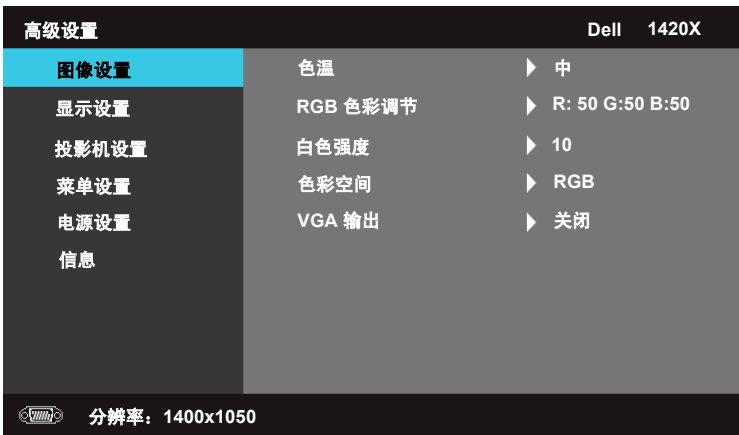 高级设置 Dell 1420X
图像设置 色温 中
显示设置 RGB 色彩调节 R: 50 G:50 B:50
投影机设置 白色强度 10
菜单设置 色彩空间 RGB
电源设置 VGA 输出 关闭
信息
分辨率：1400x1050